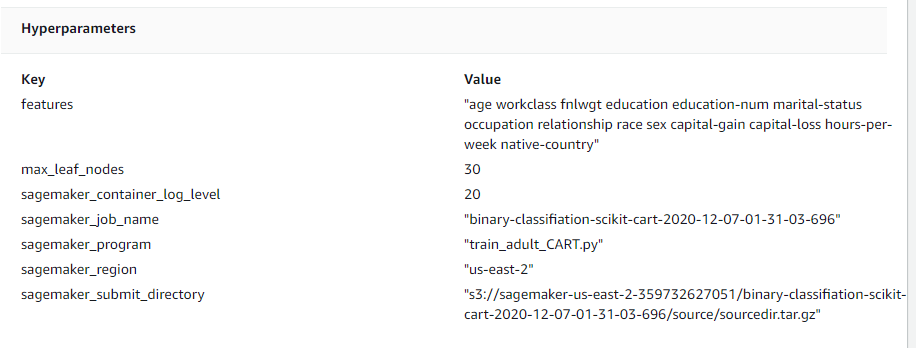 Hyperparameters
Key Value
features "age workclass fnlwgt education education-num marital-status
occupation relationship race sex capital-gain capital-loss hours-per-
week native-country"
max_leaf_nodes 30
sagemaker_container_log_level 20
sagemaker_job_name "binary-classifiation-scikit-cart-2020-12-07-01-31-03-696"
sagemaker_program "train_adult_CART.py"
sagemaker_region "us-east-2"
sagemaker_submit_directory "s3://sagemaker-us-east-2-359732627051/binary-classifiation-scikit-
cart-2020-12-07-01-31-03-696/source/sourcedir.tar.gz"